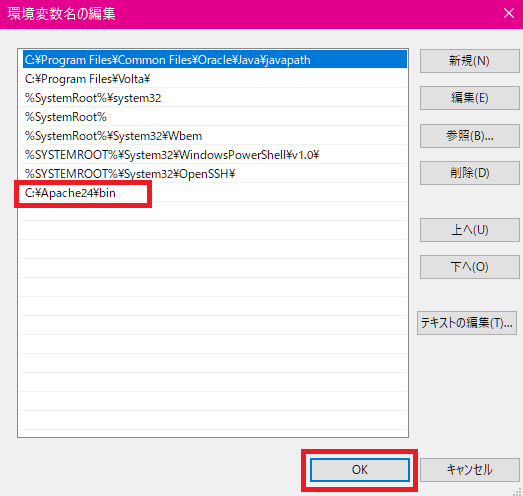 環境変数名の編集
C:¥Program Files¥Common Files¥Oracle¥Java¥javapath
C:¥Program Files¥Volta¥
%SystemRoot%¥system32
%SystemRoot%
%SystemRoot%¥System32¥Wbem
%SYSTEMROOT%¥System32¥WindowsPowerShell¥v1.0¥
%SYSTEMROOT%¥System32¥OpenSSH¥
C:¥Apache24¥bin
新規(N)
編集(E)
参照(B)...
削除(D)
上へ(U)
下へ(O)
テキストの編集(T)...
OK
キャンセル